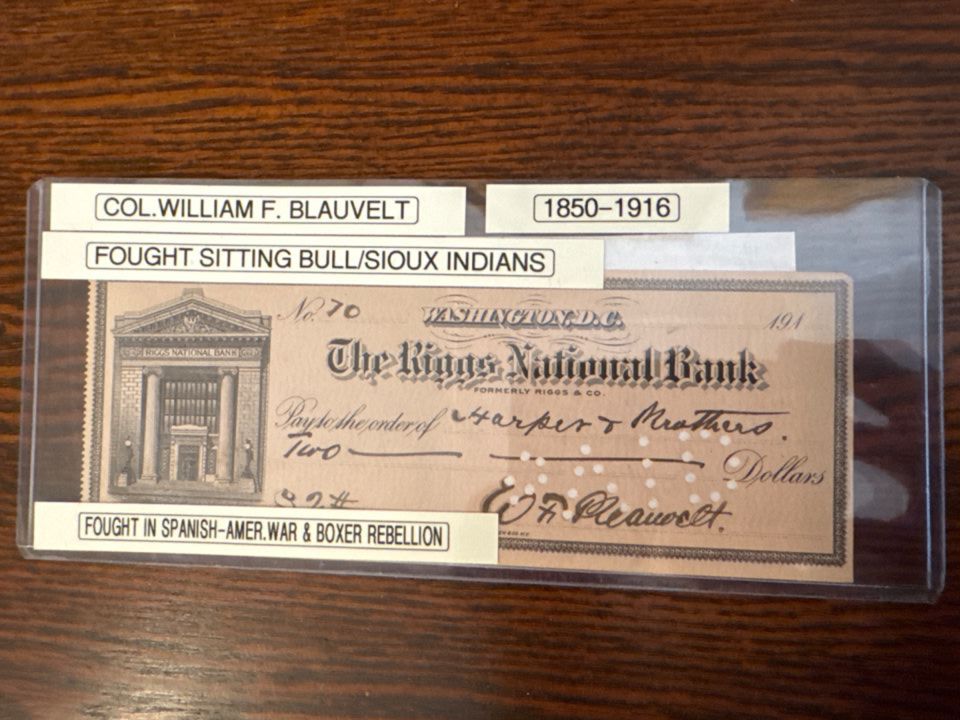 COL.WILLIAM F. BLAUVELT
1850-1916
FOUGHT SITTING BULL/SIOUX INDIANS
No. 70
WASHINGTON, D.C.
191
RIGGS NATIONAL BANK
The Riggs National Bank
FORMERLY RIGGS & CO.
Pay to the order of Harper & Brothers.
Two
Dollars
W F Blauvelt.
FOUGHT IN SPANISH-AMER.WAR & BOXER REBELLION